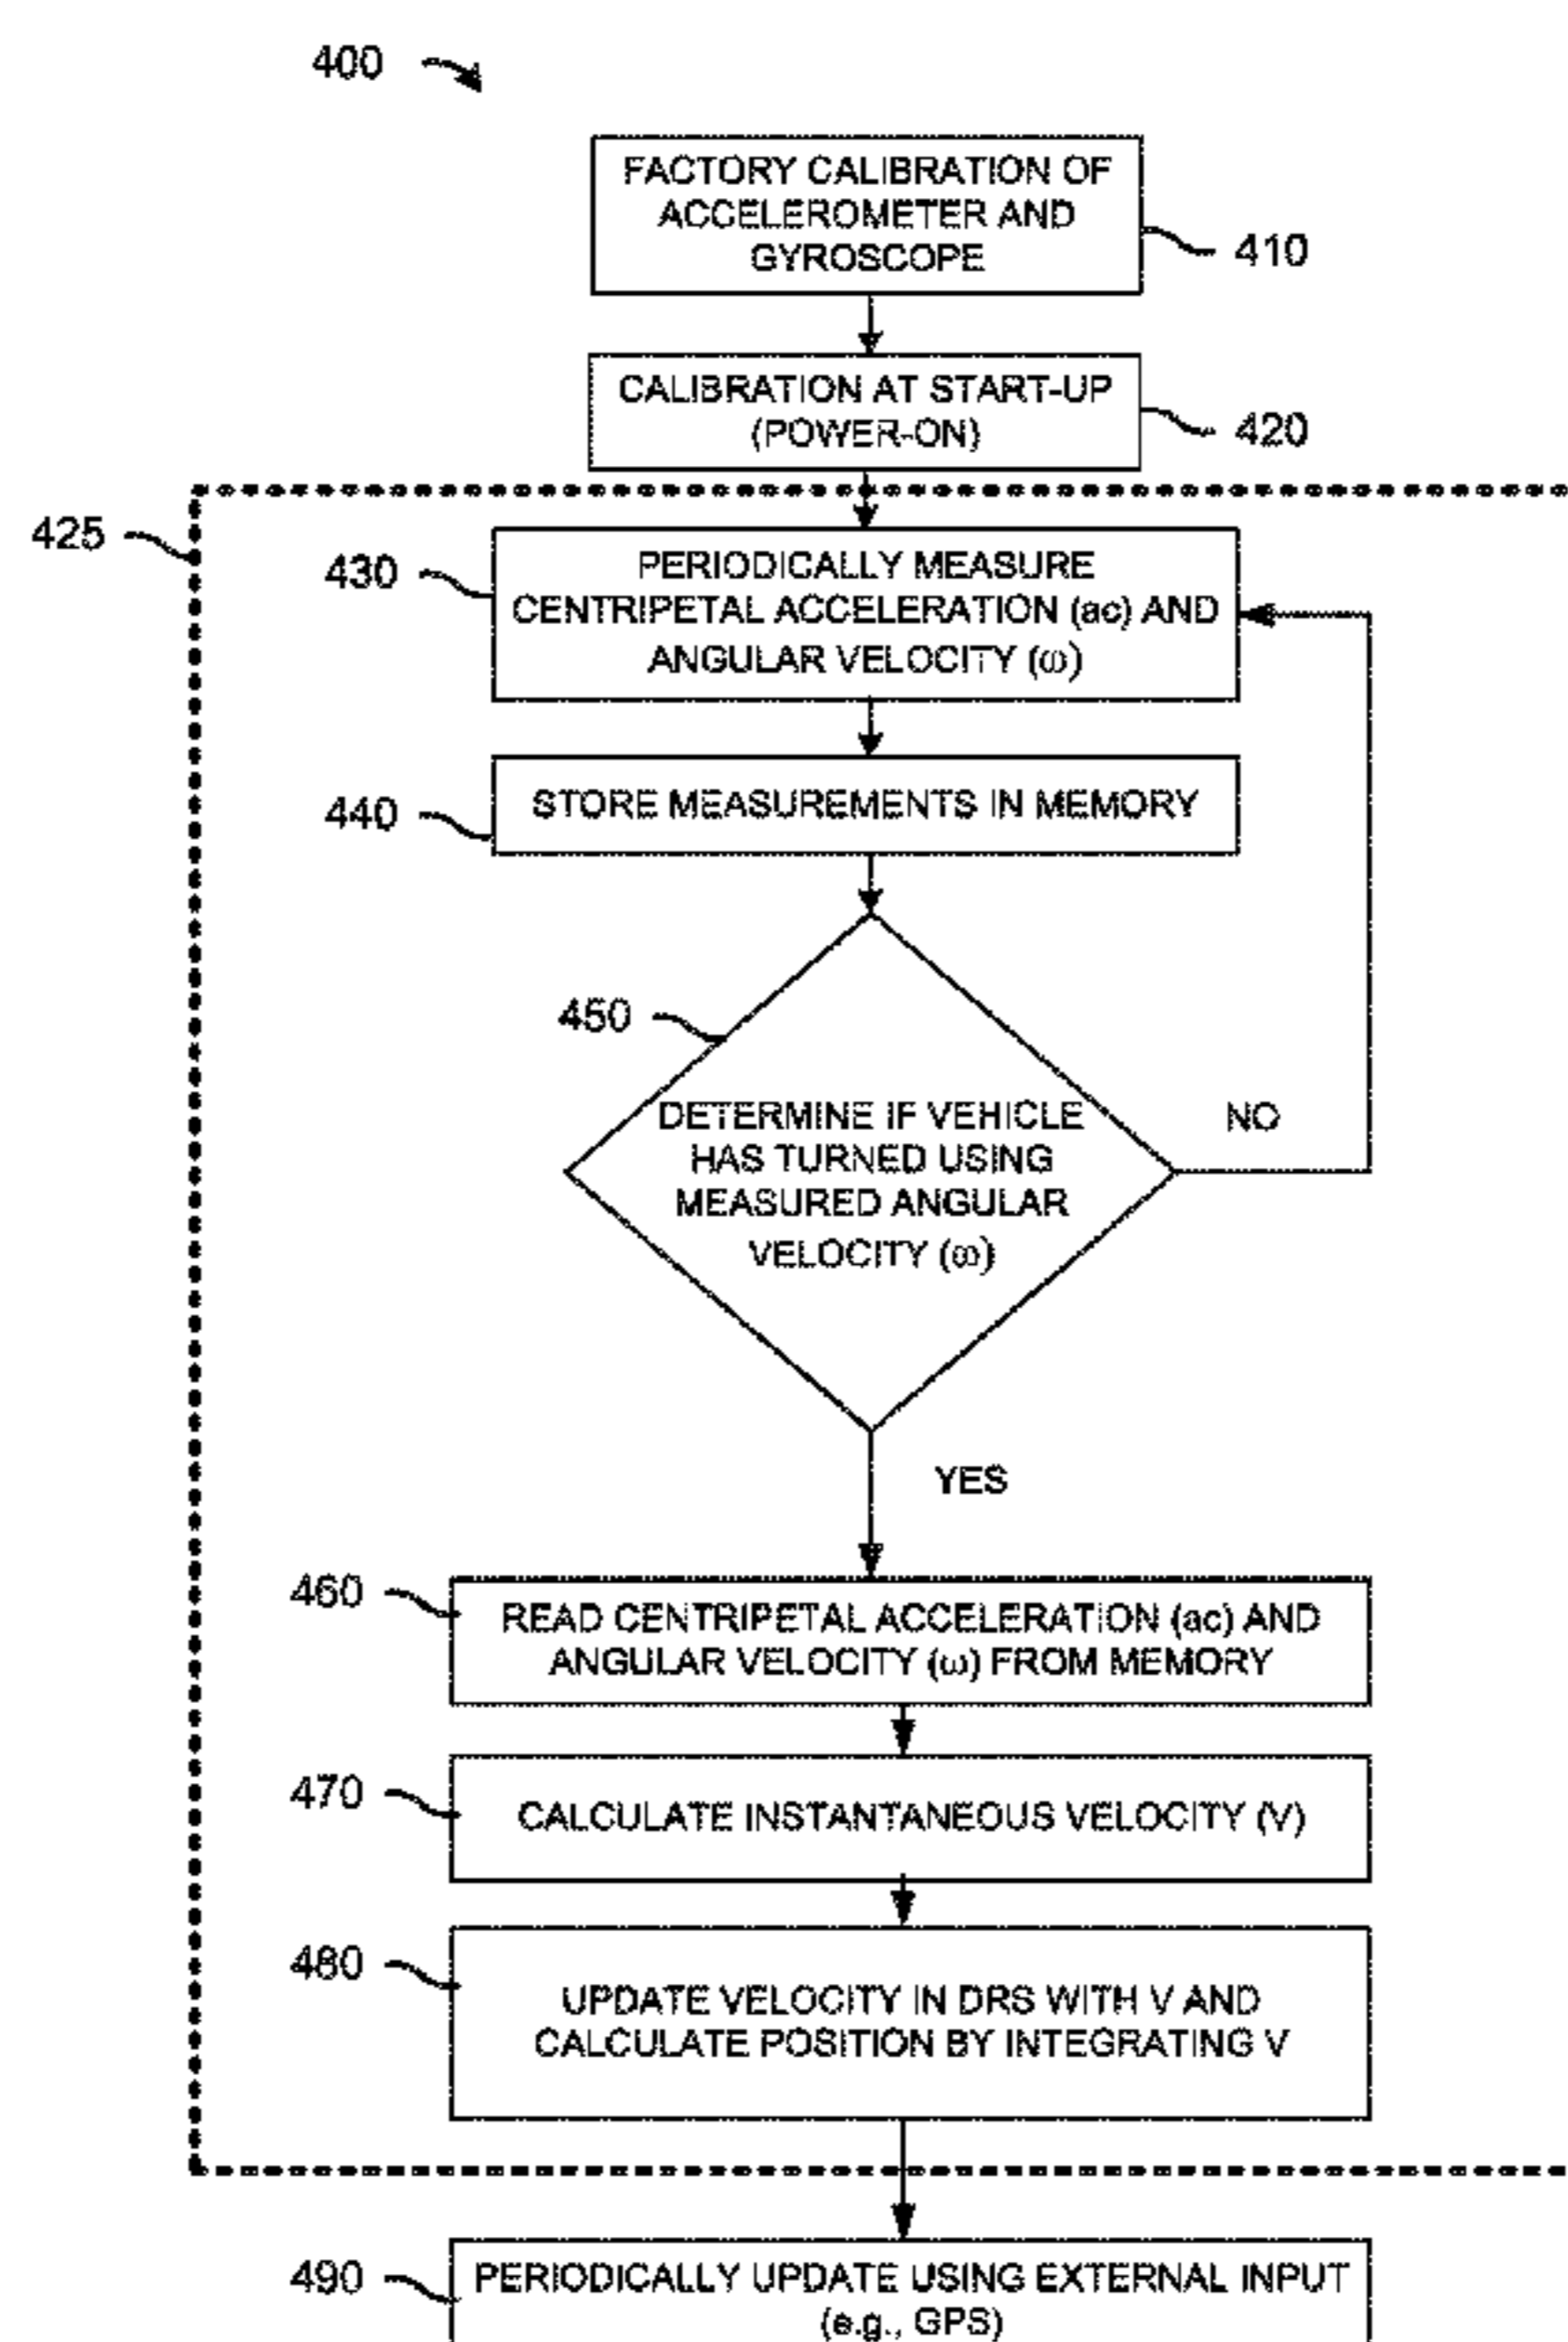 400
FACTORY CALIBRATION OF
ACCELEROMETER AND
GYROSCOPE
410
CALIBRATION AT START-UP
(POWER-ON)
420
425
430
PERIODICALLY MEASURE
CENTRIPETAL ACCELERATION (ac) AND
ANGULAR VELOCITY (ω)
440
STORE MEASUREMENTS IN MEMORY
450
DETERMINE IF VEHICLE
HAS TURNED USING
MEASURED ANGULAR
VELOCITY (ω)
NO
YES
460
READ CENTRIPETAL ACCELERATION (ac) AND
ANGULAR VELOCITY (ω) FROM MEMORY
470
CALCULATE INSTANTANEOUS VELOCITY (V)
480
UPDATE VELOCITY IN DRS WITH V AND
CALCULATE POSITION BY INTEGRATING V
490
PERIODICALLY UPDATE USING EXTERNAL INPUT
(e.g., GPS)